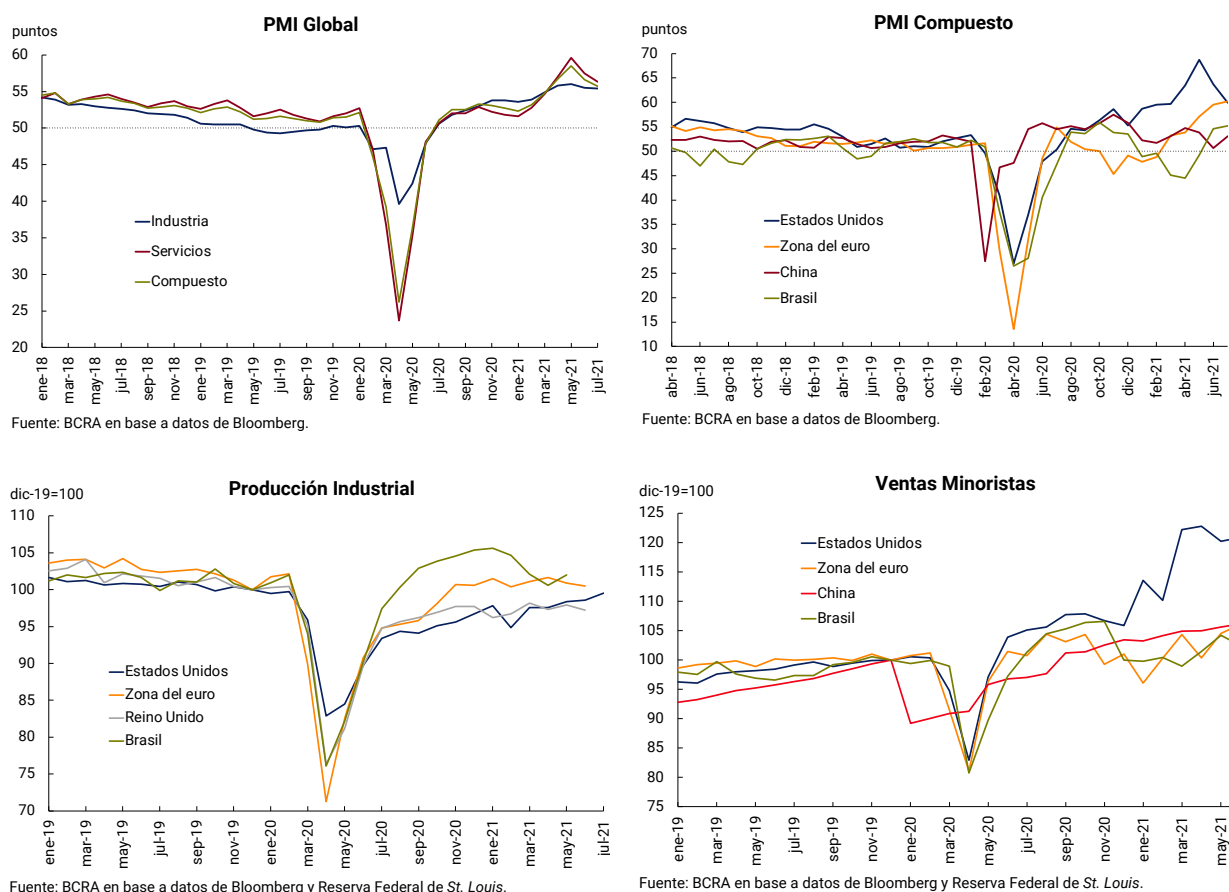 PMI Global
puntos
60
55
50
45
40
35
30
25
20
Industria
Servicios
Compuesto
ene-18
mar-18
may-18
jul-18
sep-18
nov-18
ene-19
mar-19
may-19
jul-19
sep-19
nov-19
ene-20
mar-20
may-20
jul-20
sep-20
nov-20
ene-21
mar-21
may-21
jul-21
Fuente: BCRA en base a datos de Bloomberg.
PMI Compuesto
puntos
70
65
60
55
50
45
40
35
30
25
20
15
10
Estados Unidos
Zona del euro
China
Brasil
abr-18
jun-18
ago-18
oct-18
dic-18
feb-19
abr-19
jun-19
ago-19
oct-19
dic-19
feb-20
abr-20
jun-20
ago-20
oct-20
dic-20
feb-21
abr-21
jun-21
Fuente: BCRA en base a datos de Bloomberg.
Producción Industrial
dic-19=100
110
105
100
95
90
85
80
75
70
Estados Unidos
Zona del euro
Reino Unido
Brasil
ene-19
mar-19
may-19
jul-19
sep-19
nov-19
ene-20
mar-20
may-20
jul-20
sep-20
nov-20
ene-21
mar-21
may-21
jul-21
Fuente: BCRA en base a datos de Bloomberg y Reserva Federal de St. Louis.
Ventas Minoristas
dic-19=100
125
120
115
110
105
100
95
90
85
80
75
Estados Unidos
Zona del euro
China
Brasil
ene-19
mar-19
may-19
jul-19
sep-19
nov-19
ene-20
mar-20
may-20
jul-20
sep-20
nov-20
ene-21
mar-21
may-21
Fuente: BCRA en base a datos de Bloomberg y Reserva Federal de St. Louis.